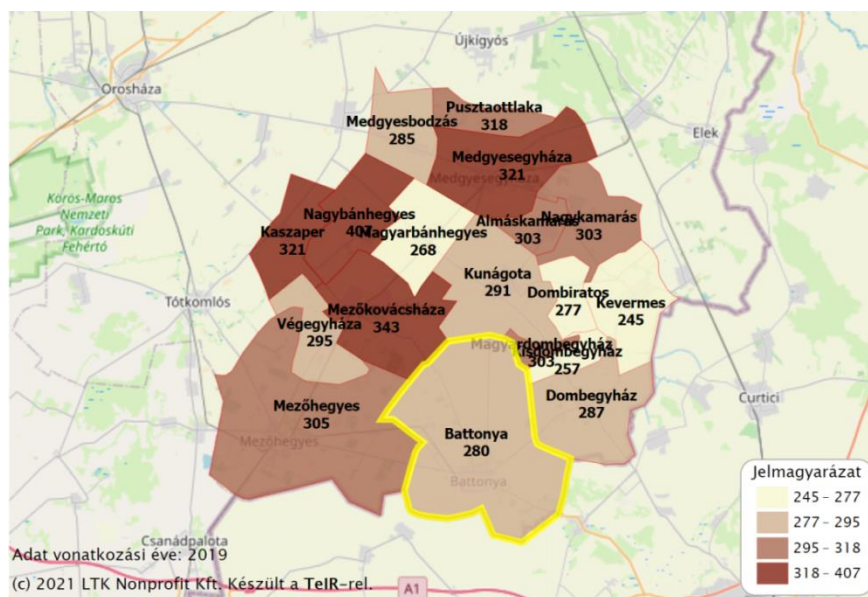 Újkígyós
Orosháza
Pusztaottlaka
318
Medgyesbodzás
285
Elek
Medgyesegyháza
321
Medgyesegyháza
Körös-Maros
Nemzeti
Park, Kardoskúti
Fehértó
Nagybánhegyes
407
Kaszaper
321
Magyarbánhegyes
268
Almáskamarás
303
Nagykamarás
303
Kunágota
291
Dombiratos
277
Kevermes
245
Tótkomlós
Mezőkovácsháza
343
Végegyháza
295
Magyardombegyház
303
Kisdombegyház
257
Mezőhegyes
305
Mezőhegyes
Dombegyház
287
Curtici
Battonya
280
Battonya
Csanádpalota
A1
Jelmagyarázat
245 – 277
277 – 295
295 – 318
318 – 407
Adat vonatkozási éve: 2019
(c) 2021 LTK Nonprofit Kft. Készült a TeIR-rel.